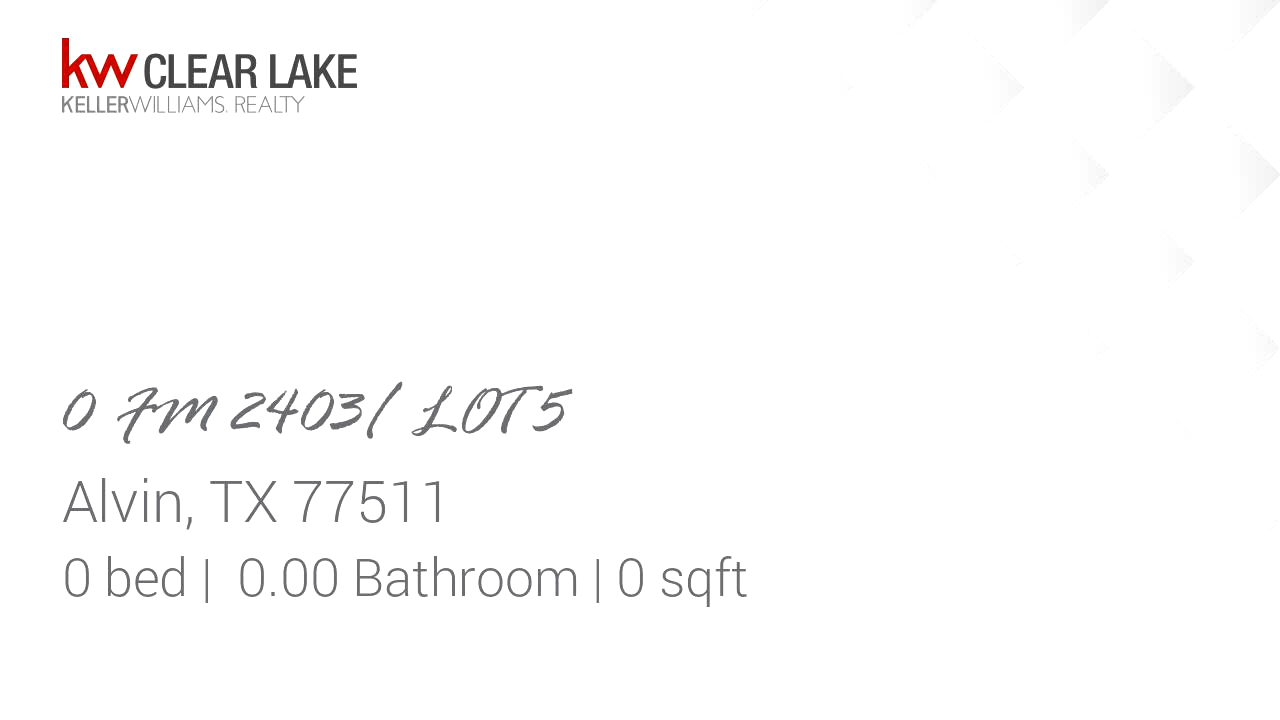 kw CLEAR LAKE
KELLERWILLIAMS. REALTY
0 FM 2403/ LOT5
Alvin, TX 77511
0 bed | 0.00 Bathroom | 0 sqft